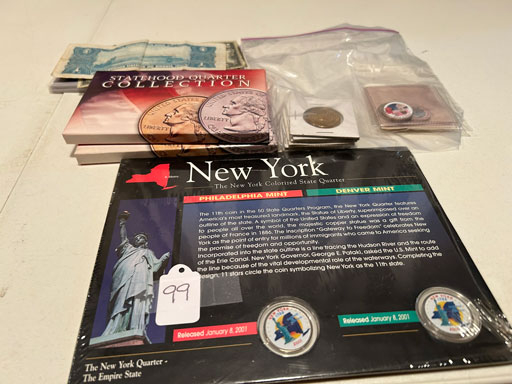 STATEHOOD QUARTER
COLLECTION
LIBERTY
New York
The New York Colorized State Quarter
PHILADELPHIA MINT
DENVER MINT
The 11th coin in the 50 State Quarters Program, the New York Quarter features
America's most treasured landmark, the Statue of Liberty, superimposed over an
outline of the state. A symbol of the United States and an expression of freedom
to people all over the world, the majestic copper statue was a gift from the
people of France in 1886. The inscription "Gateway to Freedom" celebrates New
York as the point of entry for millions of immigrants who came to America seeking
the promise of freedom and opportunity.
Incorporated into the state outline is a line tracing the Hudson River and the route
of the Erie Canal. New York Governor, George E. Pataki, asked the U.S. Mint to add
the line because of the vital developmental role of the waterways. Completing the
design, 11 stars circle the coin symbolizing New York as the 11th state.
99
Released January 8, 2001
Released January 8, 2001
The New York Quarter -
The Empire State